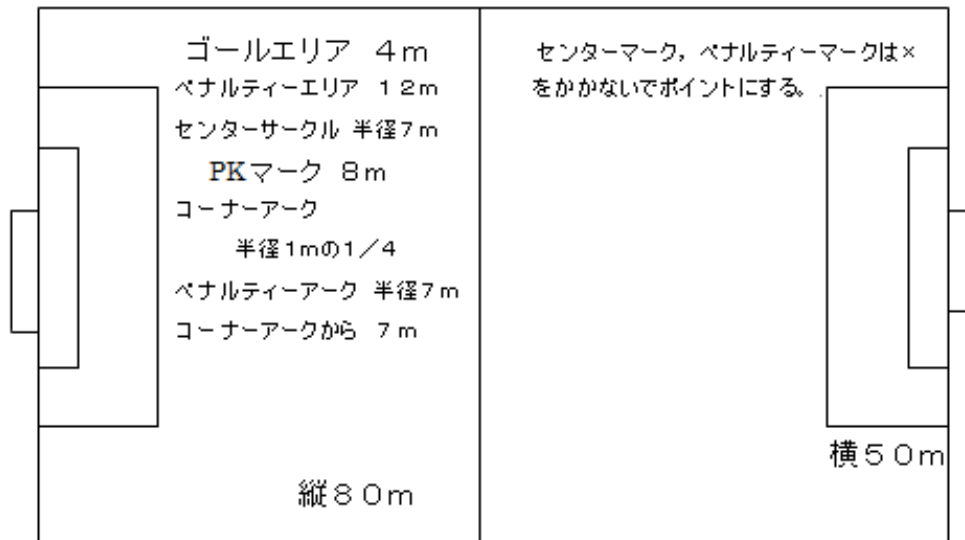 ゴールエリア 4m
ペナルティーエリア 12m
センターサークル 半径7m
PKマーク 8m
コーナーアーク
半径1mの1/4
ペナルティーアーク 半径7m
コーナーアークから 7m
縦80m
センターマーク,ペナルティーマークは×
をかかないでポイントにする。
横50m